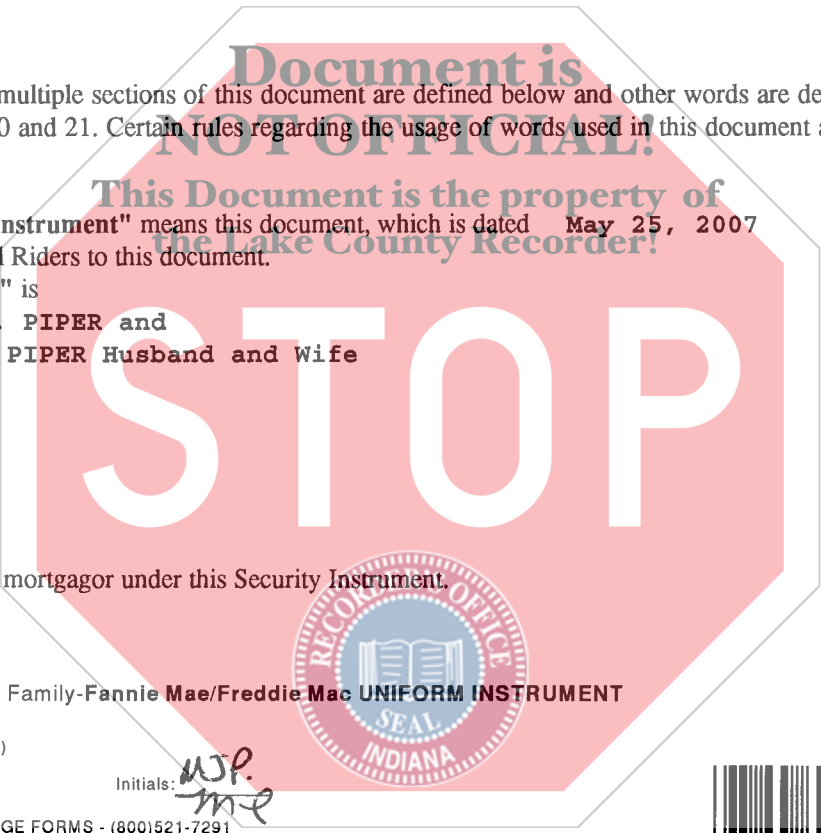 Document is
multiple sections of this document are defined below and other words are de
0 and 21. Certain rules regarding the usage of words used in this document a
NOT OFFICIAL!
This Document is the property of
nstrument" means this document, which is dated May 25, 2007
the Lake County Recorder!
l Riders to this document.
" is
. PIPER and
PIPER Husband and Wife
STOP
mortgagor under this Security Instrument.
RECORDER'S OFFICE
Family-Fannie Mae/Freddie Mac UNIFORM INSTRUMENT
SEAL
INDIANA
)
Initials: MJP.
GE FORMS - (800)521-7291